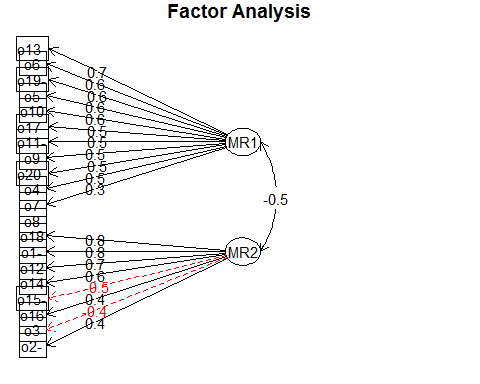 Factor Analysis
o13
o6
o19-
o5
o10
o17
o11-
o9
o20
o4
o7
o8
o18
o1-
o12
o14
o15-
o16
o3
o2-
0.7
0.6
0.6
0.6
0.6
0.5
0.5
0.5
0.5
0.5
0.3
0.8
0.8
0.7
0.6
-0.5
0.4
-0.4
0.4
MR1
-0.5
MR2